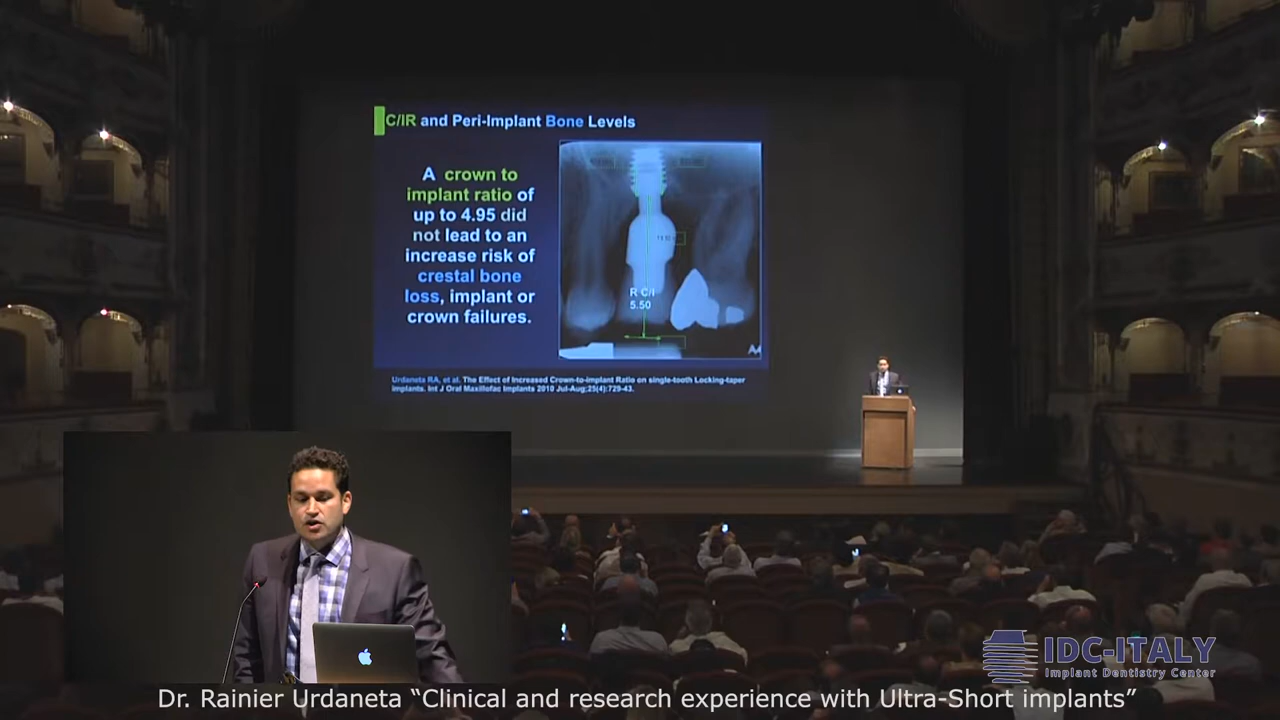 C/IR and Peri-Implant Bone Levels
A crown to
implant ratio of
up to 4.95 did
not lead to an
increase risk of
crestal bone
loss, implant or
crown failures.
R C/I
5.50
Urdaneta RA, et al. The Effect of Increased Crown-to-implant Ratio on single-tooth Locking-taper
implants. Int J Oral Maxillofac Implants 2010 Jul-Aug;25(4):729-43.
IDC-ITALY
Implant Dentistry Center
Dr. Rainier Urdaneta “Clinical and research experience with Ultra-Short implants”